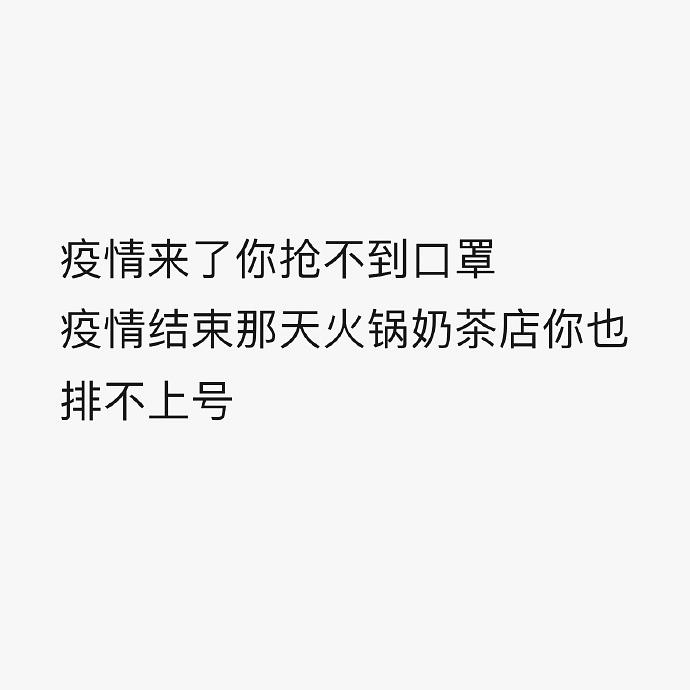 疫情来了你抢不到口罩
疫情结束那天火锅奶茶店你也
排不上号